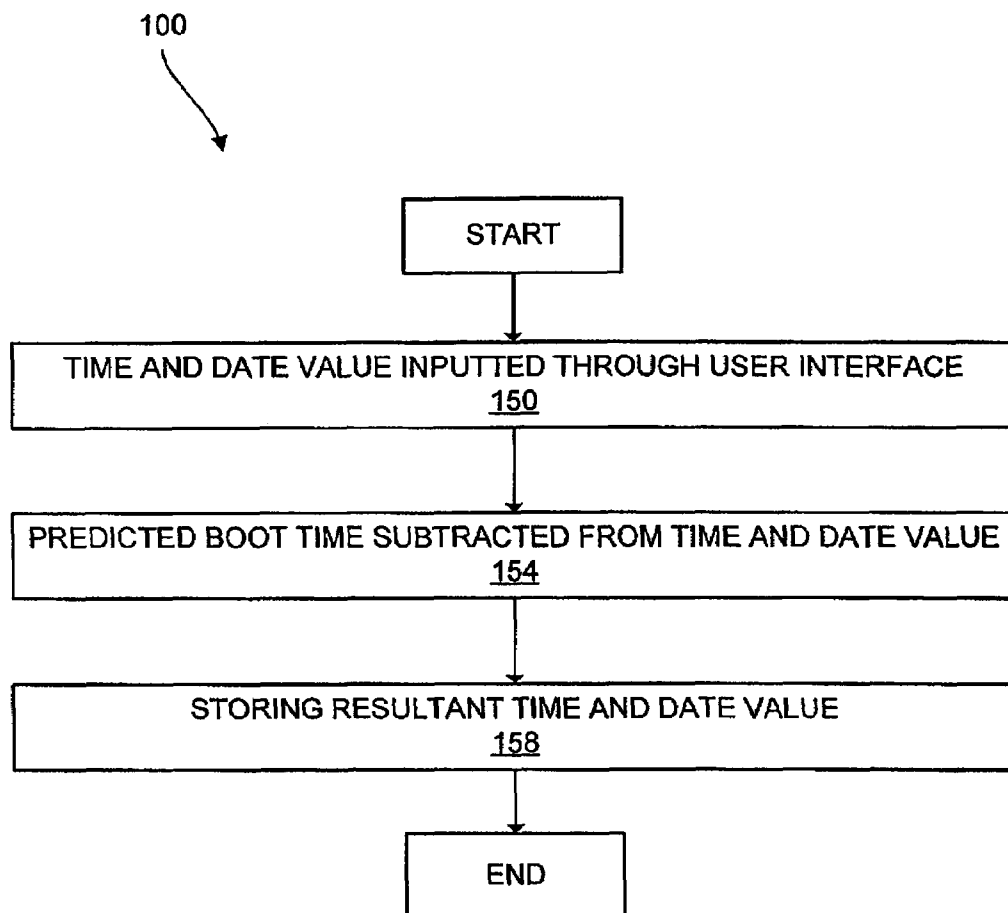 100
START
TIME AND DATE VALUE INPUTTED THROUGH USER INTERFACE
150
PREDICTED BOOT TIME SUBTRACTED FROM TIME AND DATE VALUE
154
STORING RESULTANT TIME AND DATE VALUE
158
END